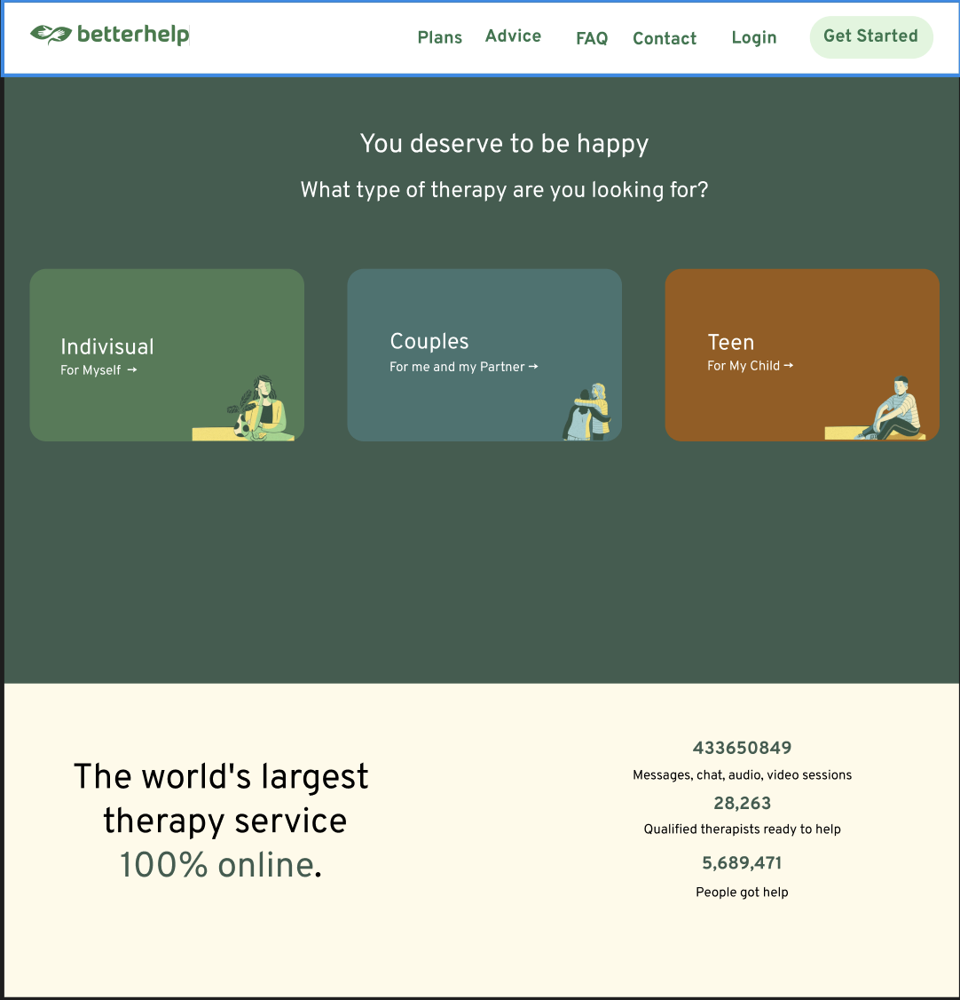 betterhelp
Plans Advice FAQ Contact Login Get Started
You deserve to be happy
What type of therapy are you looking for?
Indivisual
For Myself →
Couples
For me and my Partner →
Teen
For My Child →
The world's largest
therapy service
100% online.
433650849
Messages, chat, audio, video sessions
28,263
Qualified therapists ready to help
5,689,471
People got help